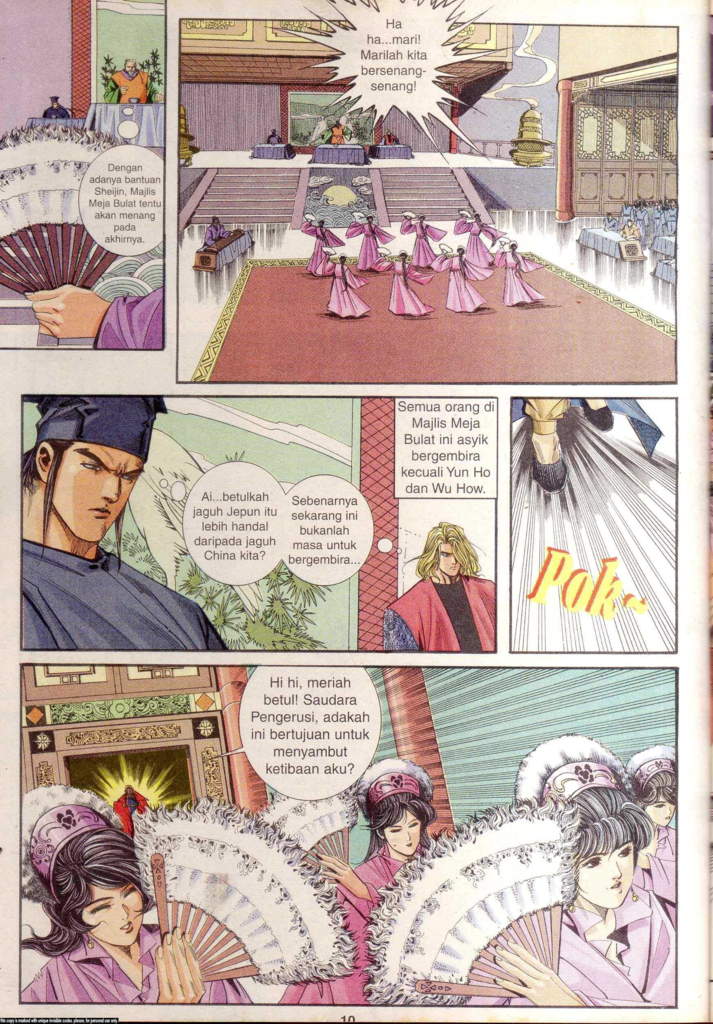 Dengan
adanya bantuan
Sheijin, Majlis
Meja Bulat tentu
akan menang
pada
akhirnya.
Ha
ha...mari!
Marilah kita
bersenang-
senang!
Ai...betulkah
jaguh Jepun itu
lebih handal
daripada jaguh
China kita?
Sebenarnya
sekarang ini
bukanlah
masa untuk
bergembira...
Semua orang di
Majlis Meja
Bulat ini asyik
bergembira
kecuali Yun Ho
dan Wu How.
Pok~
Hi hi, meriah
betul! Saudara
Pengerusi, adakah
ini bertujuan untuk
menyambut
ketibaan aku?
10